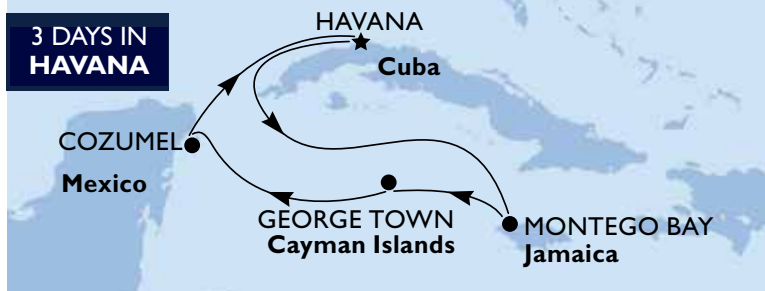 3 DAYS IN
HAVANA
HAVANA
Cuba
COZUMEL
Mexico
GEORGE TOWN
Cayman Islands
MONTEGO BAY
Jamaica